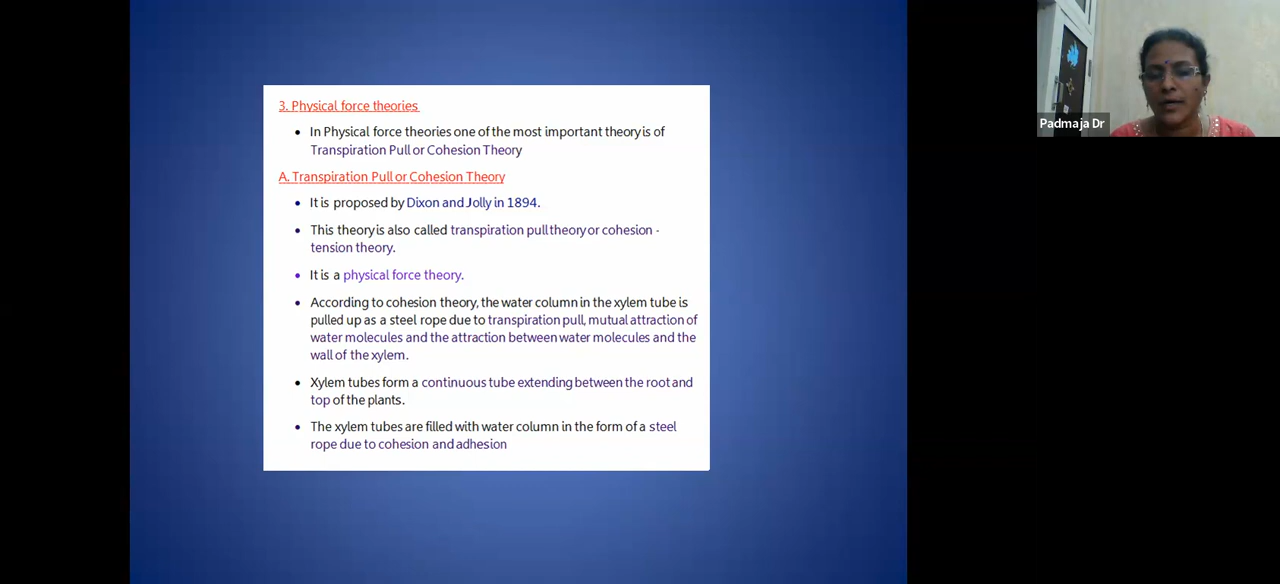 3. Physical force theories
• In Physical force theories one of the most important theory is of
Transpiration Pull or Cohesion Theory
A. Transpiration Pull or Cohesion Theory
• It is proposed by Dixon and Jolly in 1894.
• This theory is also called transpiration pull theory or cohesion -
tension theory.
• It is a physical force theory.
• According to cohesion theory, the water column in the xylem tube is
pulled up as a steel rope due to transpiration pull, mutual attraction of
water molecules and the attraction between water molecules and the
wall of the xylem.
• Xylem tubes form a continuous tube extending between the root and
top of the plants.
• The xylem tubes are filled with water column in the form of a steel
rope due to cohesion and adhesion
Padmaja Dr